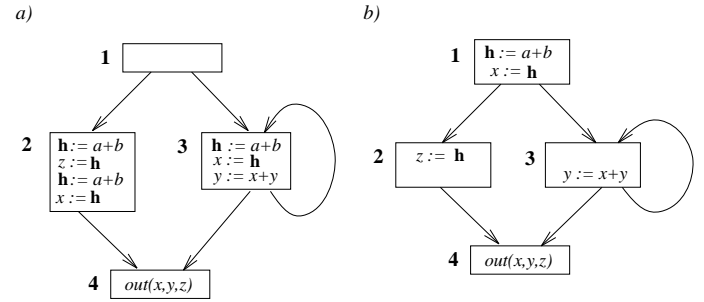 a)
1
2
h := a+b
z := h
h := a+b
x := h
3
h := a+b
x := h
y := x+y
4
out(x,y,z)
b)
1
h := a+b
x := h
2
z := h
3
y := x+y
4
out(x,y,z)